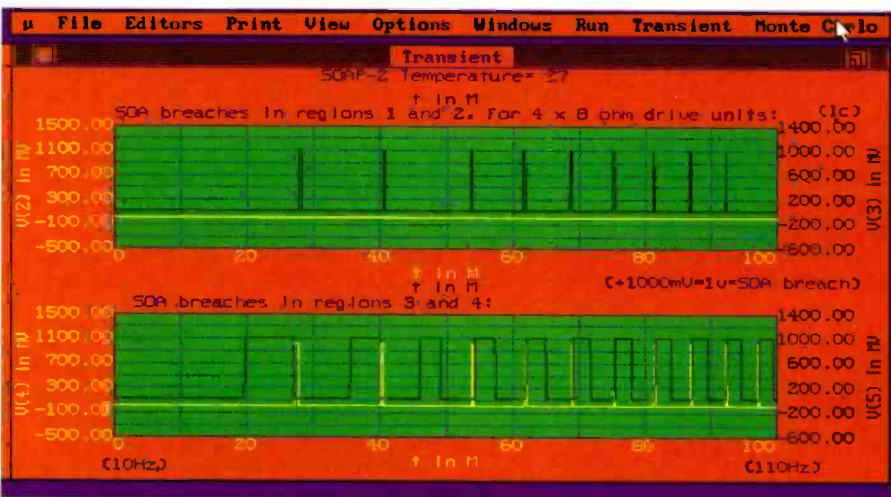 µ File Editors Print View Options Windows Run Transient Monte Carlo
Transient
SOAP-2 Temperature= 27
t In M
SOA breaches in regions 1 and 2. For 4 x 8 ohm drive units: (Ic)
1500.00 1400.00
1100.00 1000.00
700.00 600.00
300.00 200.00
-100.00 -200.00
-500.00 -600.00
V(2) in MV V(3) in MV
0 20 40 60 80 100
t In M
t In M (+1000mV=1v=SOA breach)
SOA breaches in regions 3 and 4:
1500.00 1400.00
1100.00 1000.00
700.00 600.00
300.00 200.00
-100.00 -200.00
-500.00 -600.00
V(4) in MV V(5) in MV
0 20 40 60 80 100
(10Hz) t In M (110Hz)